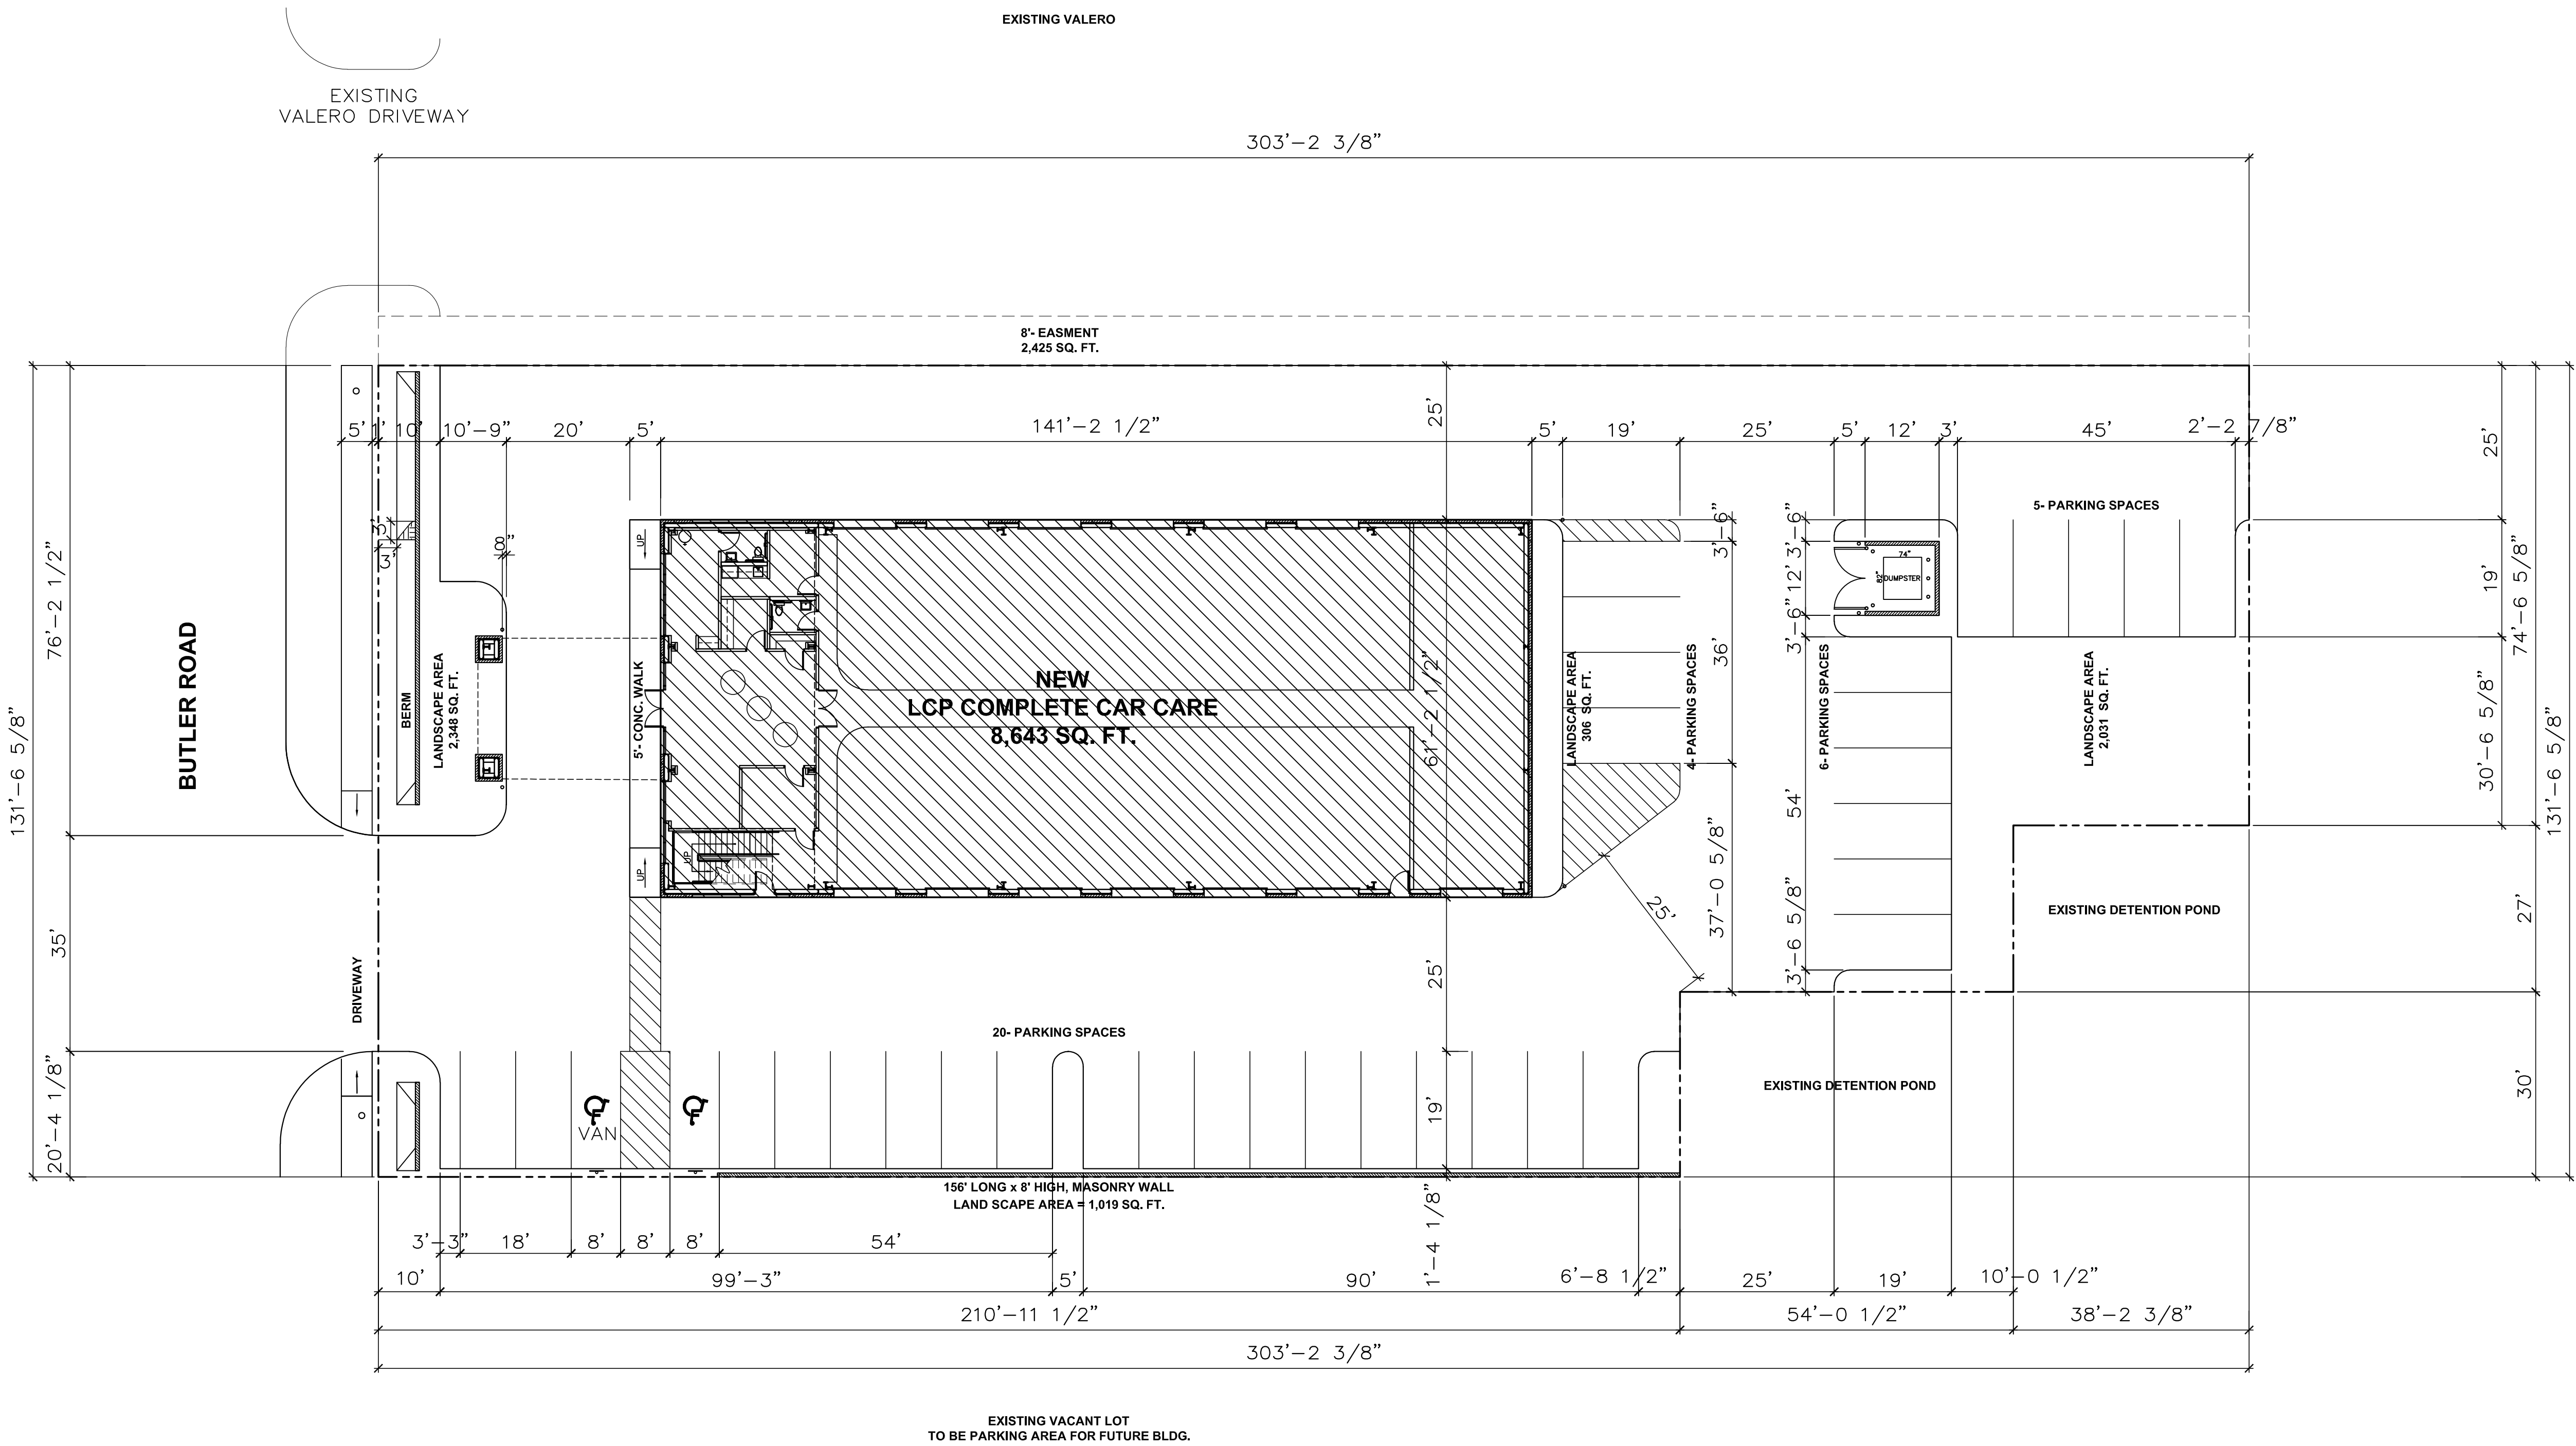 EXISTING VALERO
EXISTING
VALERO DRIVEWAY
303'-2 3/8"
8'- EASMENT
2,425 SQ. FT.
5'
1'
10'
10'-9"
20'
5'
141'-2 1/2"
25'
5'
19'
25'
5'
12'
3'
45'
2'-2 7/8"
25'
5- PARKING SPACES
131'-6 5/8"
76'-2 1/2"
35'
20'-4 1/8"
BUTLER ROAD
DRIVEWAY
3'
3'
BERM
LANDSCAPE AREA
2,348 SQ. FT.
5'- CONC. WALK
UP
UP
UP
NEW
LCP COMPLETE CAR CARE
8,643 SQ. FT.
61'-2 1/2"
LANDSCAPE AREA
306 SQ. FT.
4- PARKING SPACES
3'-6"
36'
37'-0 5/8"
25'
6- PARKING SPACES
3'-6"
12'
3'-6"
54'
3'-6 5/8"
74"
82"
DUMPSTER
LANDSCAPE AREA
2,031 SQ. FT.
19'
30'-6 5/8"
74'-6 5/8"
27'
30'
131'-6 5/8"
EXISTING DETENTION POND
EXISTING DETENTION POND
25'
19'
1'-4 1/8"
20- PARKING SPACES
VAN
156' LONG x 8' HIGH, MASONRY WALL
LAND SCAPE AREA = 1,019 SQ. FT.
3'-3"
18'
8'
8'
8'
54'
10'
99'-3"
5'
90'
6'-8 1/2"
25'
19'
10'-0 1/2"
210'-11 1/2"
54'-0 1/2"
38'-2 3/8"
303'-2 3/8"
EXISTING VACANT LOT
TO BE PARKING AREA FOR FUTURE BLDG.